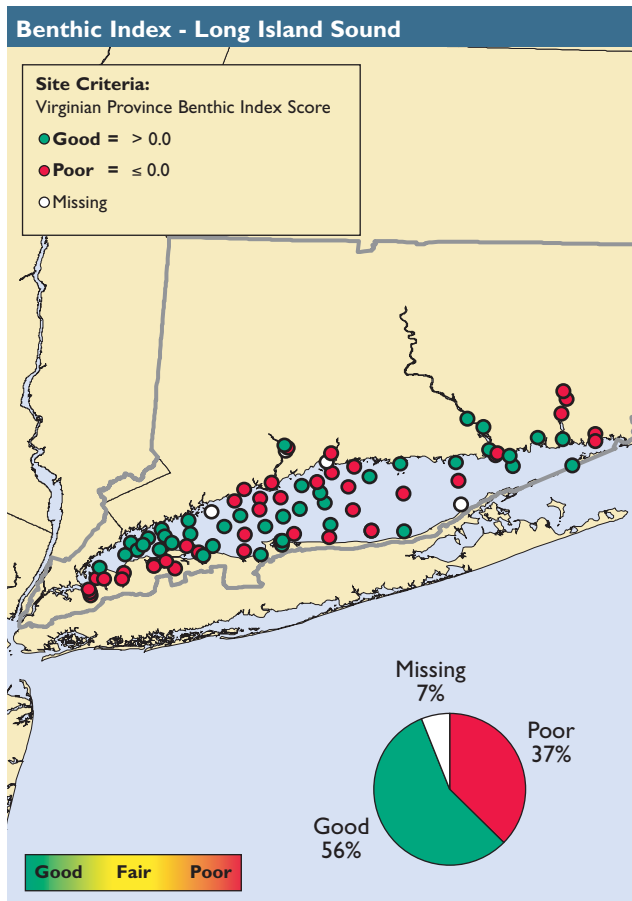 Benthic Index - Long Island Sound
Site Criteria:
Virginian Province Benthic Index Score
Good = > 0.0
Poor = ≤ 0.0
Missing
Missing
7%
Poor
37%
Good
56%
Good Fair Poor